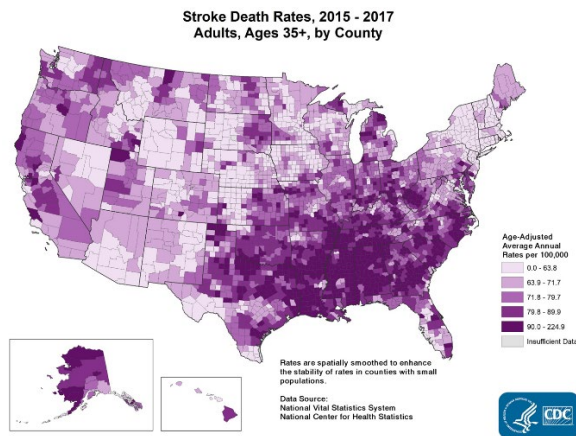 Stroke Death Rates, 2015 - 2017
Adults, Ages 35+, by County
Age-Adjusted
Average Annual
Rates per 100,000
0.0 - 63.8
63.9 - 71.7
71.8 - 79.7
79.8 - 89.9
90.0 - 224.9
Insufficient Data
Rates are spatially smoothed to enhance
the stability of rates in counties with small
populations.
Data Source:
National Vital Statistics System
National Center for Health Statistics
CDC